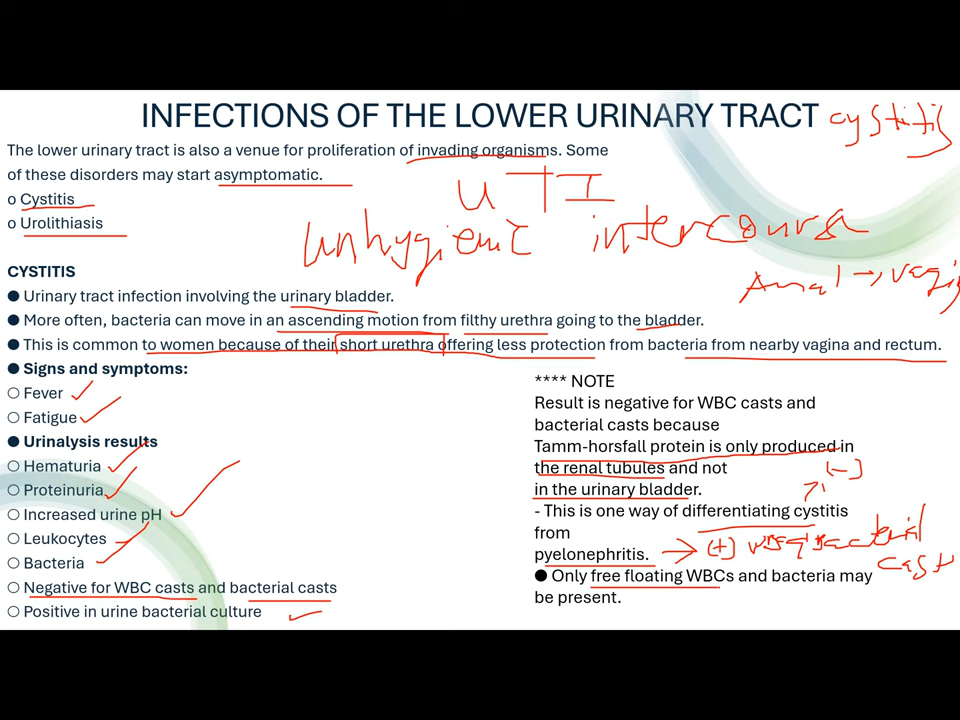 INFECTIONS OF THE LOWER URINARY TRACT cystitis
The lower urinary tract is also a venue for proliferation of invading organisms. Some
of these disorders may start asymptomatic.
o Cystitis
o Urolithiasis
UTI
unhygienic intercourse
Anal → vagi
CYSTITIS
● Urinary tract infection involving the urinary bladder.
● More often, bacteria can move in an ascending motion from filthy urethra going to the bladder.
● This is common to women because of their short urethra offering less protection from bacteria from nearby vagina and rectum.
● Signs and symptoms:
○ Fever
○ Fatigue
● Urinalysis results
○ Hematuria
○ Proteinuria
○ Increased urine pH
○ Leukocytes
○ Bacteria
○ Negative for WBC casts and bacterial casts
○ Positive in urine bacterial culture
**** NOTE
Result is negative for WBC casts and
bacterial casts because
Tamm-horsfall protein is only produced in
the renal tubules and not
in the urinary bladder.
(-)
- This is one way of differentiating cystitis
from
pyelonephritis. → (+) bacterial
cast
● Only free floating WBCs and bacteria may
be present.